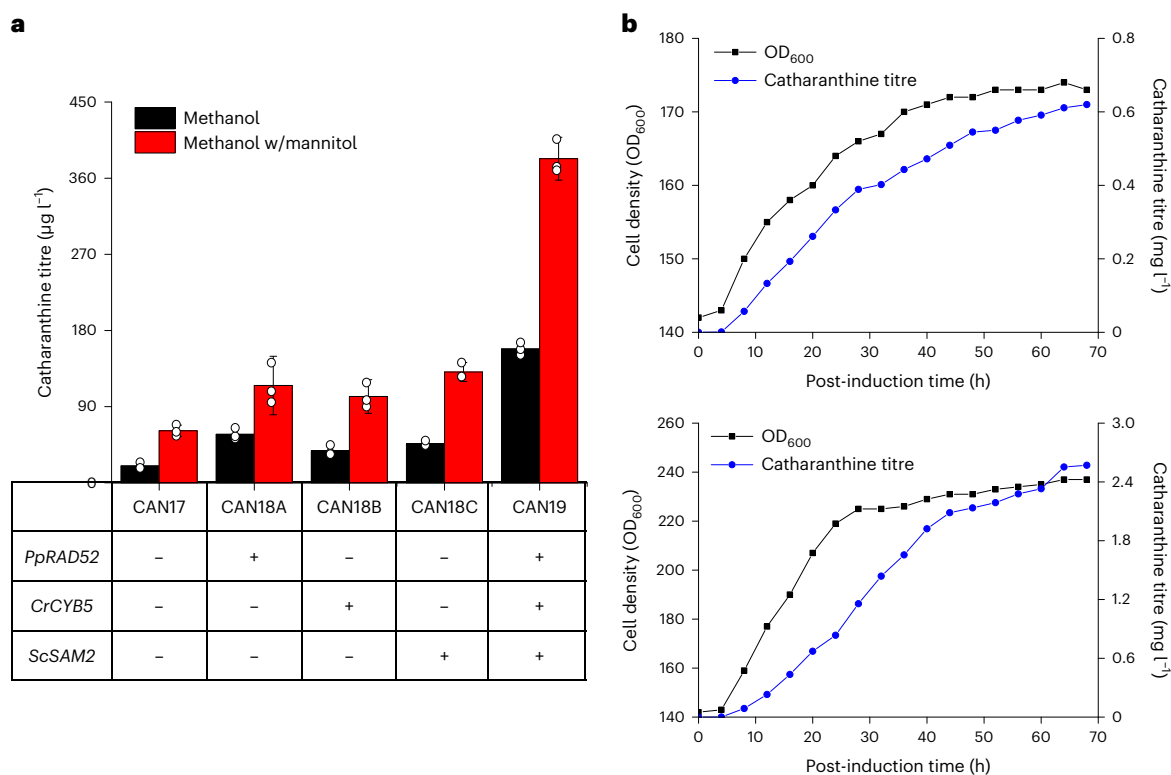 a
450
360
270
180
90
0
Catharanthine titre (µg l⁻¹)
Methanol
Methanol w/mannitol
CAN17 CAN18A CAN18B CAN18C CAN19
PpRAD52 – + – – +
CrCYB5 – – + – +
ScSAM2 – – – + +
b
180
170
160
150
140
Cell density (OD₆₀₀)
OD₆₀₀
Catharanthine titre
0.8
0.6
0.4
0.2
0
Catharanthine titre (mg l⁻¹)
0 10 20 30 40 50 60 70
Post-induction time (h)
260
240
220
200
180
160
140
Cell density (OD₆₀₀)
OD₆₀₀
Catharanthine titre
3.0
2.4
1.8
1.2
0.6
0
Catharanthine titre (mg l⁻¹)
0 10 20 30 40 50 60 70
Post-induction time (h)